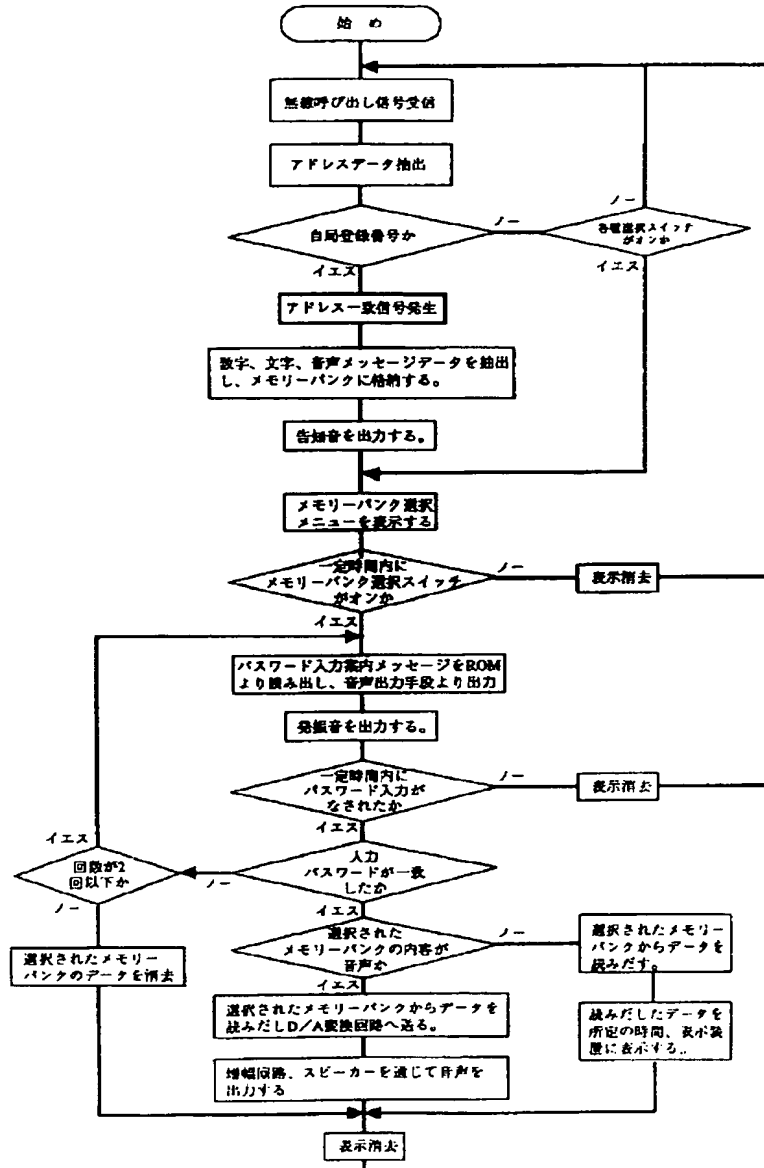 始 め
無線呼び出し信号受信
アドレスデータ抽出
自局登録番号か
ノー
各種選択スイッチ
がオンか
ノー
イエス
イエス
アドレス一致信号発生
数字、文字、音声メッセージデータを抽出
し、メモリーバンクに格納する。
告知音を出力する。
メモリーバンク選択
メニューを表示する
一定時間内に
メモリーバンク選択スイッチ
がオンか
ノー
表示消去
イエス
パスワード入力案内メッセージをROM
より読み出し、音声出力手段より出力
発振音を出力する。
一定時間内に
パスワード入力が
なされたか
ノー
表示消去
イエス
入力
パスワードが一致
したか
ノー
イエス
回数が2
回以下か
イエス
ノー
選択されたメモリー
バンクのデータを消去
選択された
メモリーバンクの内容が
音声か
ノー
イエス
選択されたメモリー
バンクからデータを
読みだす。
選択されたメモリーバンクからデータを
読みだしD/A変換回路へ送る。
読みだしたデータを
所定の時間、表示装
置に表示する。
増幅回路、スピーカーを通じて音声を
出力する
表示消去